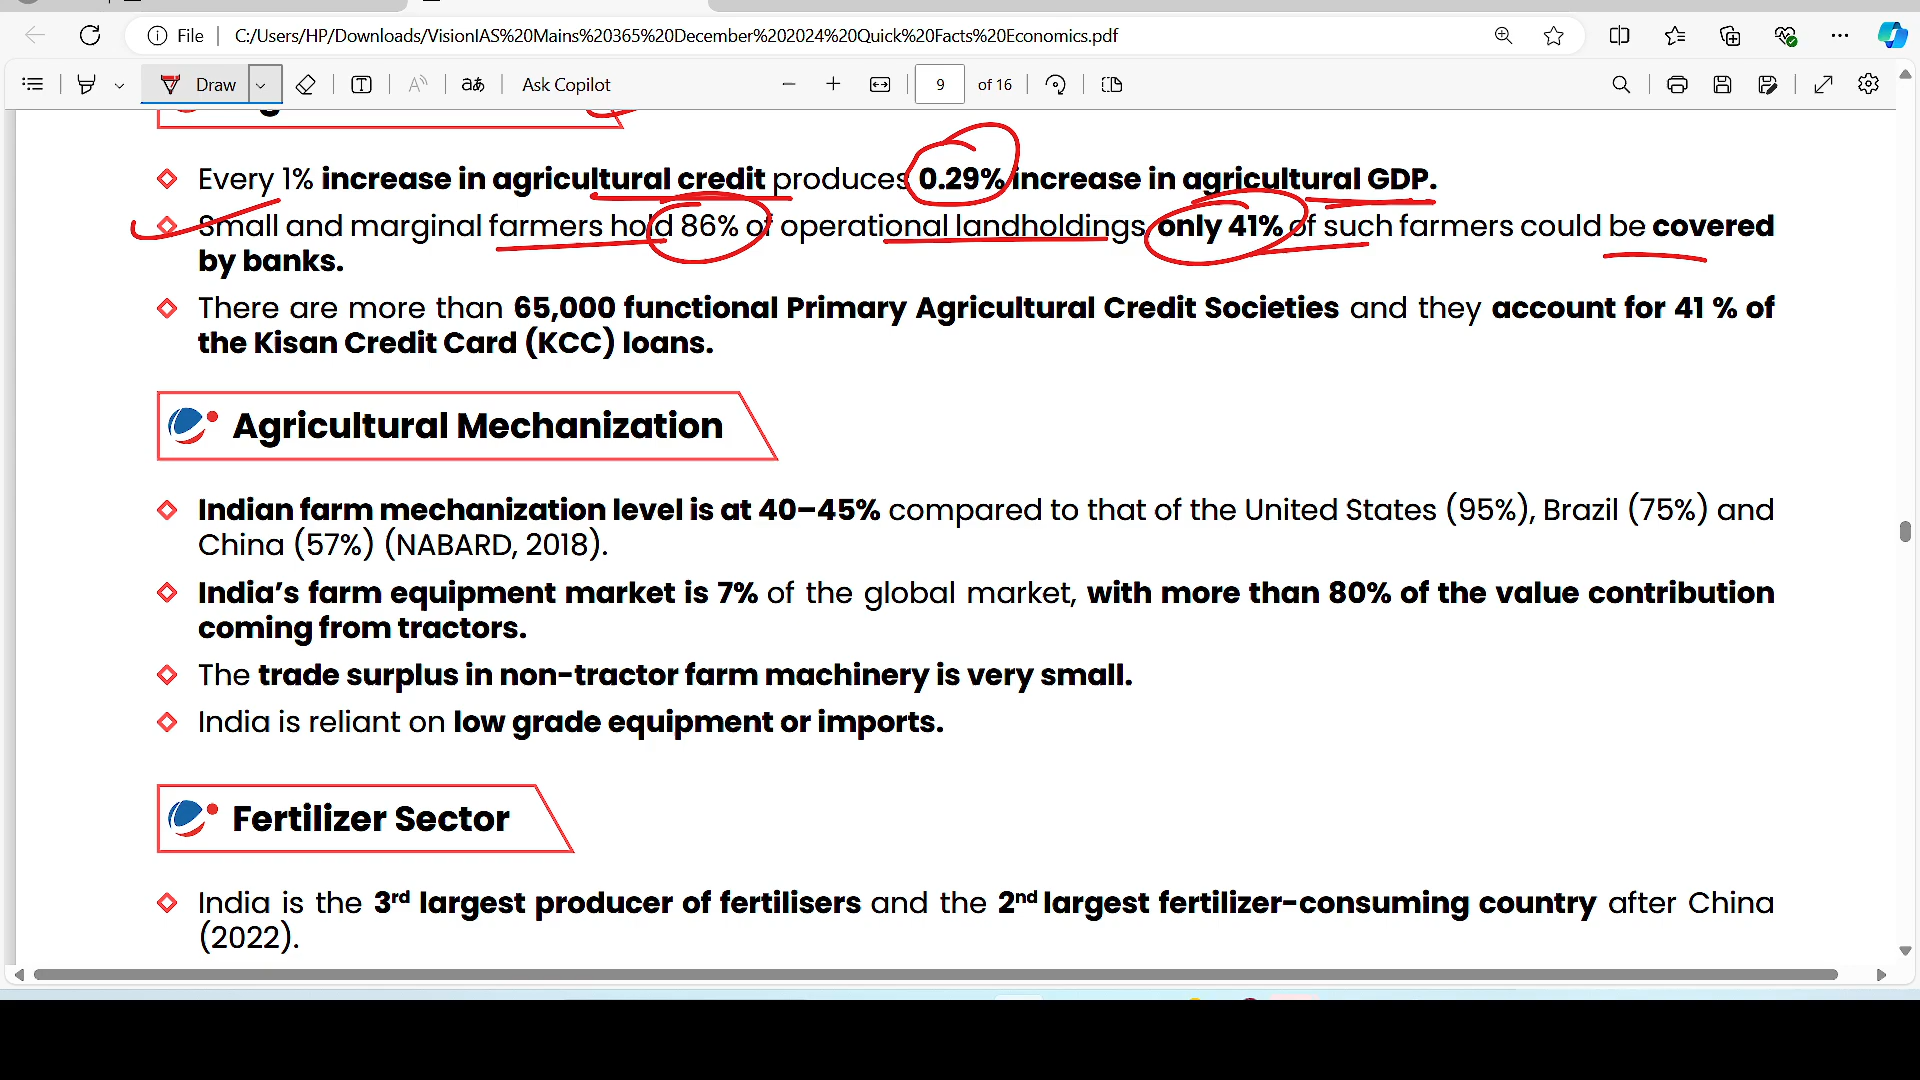 File
C:/Users/HP/Downloads/VisionIAS%20Mains%20365%20December%202024%20Quick%20Facts%20Economics.pdf
Draw
Ask Copilot
9 of 16
Every 1% increase in agricultural credit produces 0.29% increase in agricultural GDP.
Small and marginal farmers hold 86% of operational landholdings only 41% of such farmers could be covered
by banks.
There are more than 65,000 functional Primary Agricultural Credit Societies and they account for 41 % of
the Kisan Credit Card (KCC) loans.
Agricultural Mechanization
Indian farm mechanization level is at 40–45% compared to that of the United States (95%), Brazil (75%) and
China (57%) (NABARD, 2018).
India's farm equipment market is 7% of the global market, with more than 80% of the value contribution
coming from tractors.
The trade surplus in non-tractor farm machinery is very small.
India is reliant on low grade equipment or imports.
Fertilizer Sector
India is the 3rd largest producer of fertilisers and the 2nd largest fertilizer-consuming country after China
(2022).